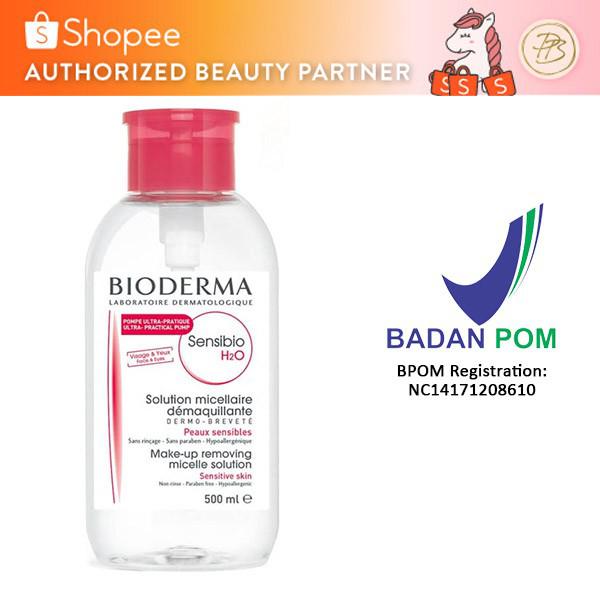 S Shopee
AUTHORIZED BEAUTY PARTNER
S S S
BIODERMA
LABORATOIRE DERMATOLOGIQUE
POMPE ULTRA-PRATIQUE
ULTRA- PRACTICAL PUMP
Sensibio
H2O
Visage & Yeux
Face & Eyes
Solution micellaire
démaquillante
DERMO-BREVETÉ
Peaux sensibles
Sans rinçage - Sans paraben - Hypoallergénique
Make-up removing
micelle solution
Sensitive skin
Non rinse - Paraben free - Hypoallergenic
500 ml e
BADAN POM
BPOM Registration:
NC14171208610